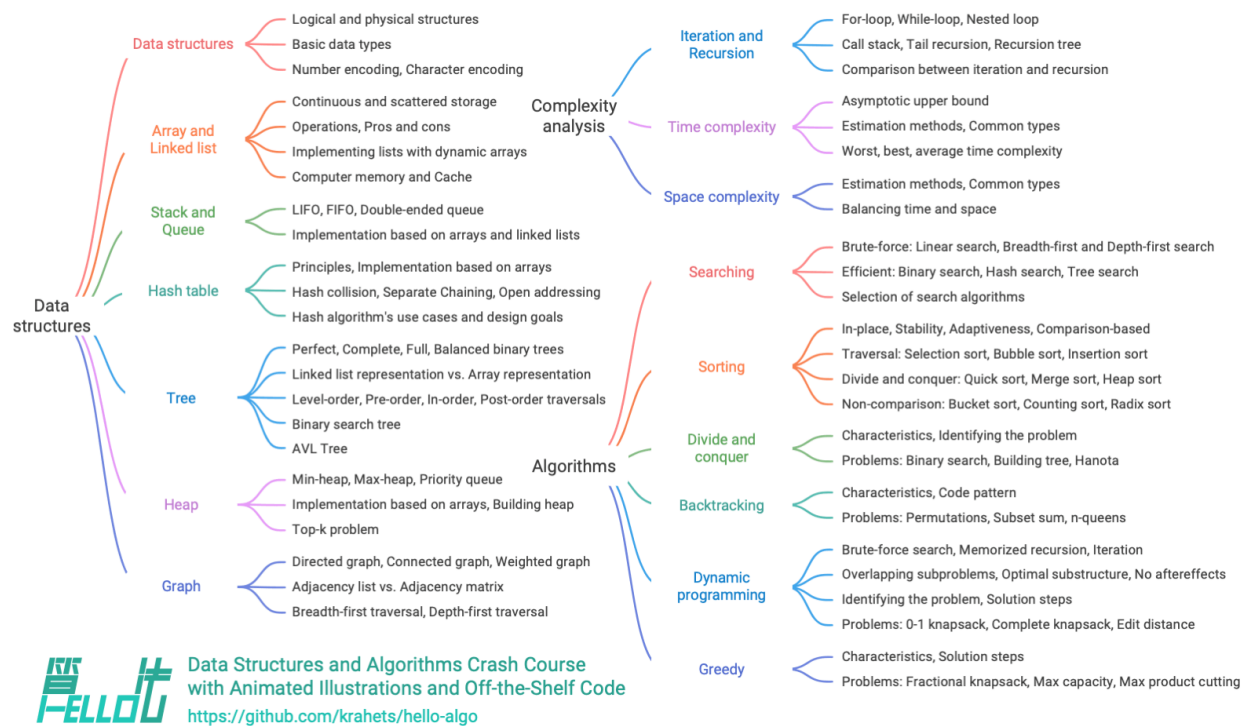 Data structures
Data structures
Logical and physical structures
Basic data types
Number encoding, Character encoding
Array and
Linked list
Continuous and scattered storage
Operations, Pros and cons
Implementing lists with dynamic arrays
Computer memory and Cache
Stack and
Queue
LIFO, FIFO, Double-ended queue
Implementation based on arrays and linked lists
Hash table
Principles, Implementation based on arrays
Hash collision, Separate Chaining, Open addressing
Hash algorithm's use cases and design goals
Tree
Perfect, Complete, Full, Balanced binary trees
Linked list representation vs. Array representation
Level-order, Pre-order, In-order, Post-order traversals
Binary search tree
AVL Tree
Heap
Min-heap, Max-heap, Priority queue
Implementation based on arrays, Building heap
Top-k problem
Graph
Directed graph, Connected graph, Weighted graph
Adjacency list vs. Adjacency matrix
Breadth-first traversal, Depth-first traversal
Complexity
analysis
Iteration and
Recursion
For-loop, While-loop, Nested loop
Call stack, Tail recursion, Recursion tree
Comparison between iteration and recursion
Time complexity
Asymptotic upper bound
Estimation methods, Common types
Worst, best, average time complexity
Space complexity
Estimation methods, Common types
Balancing time and space
Algorithms
Searching
Brute-force: Linear search, Breadth-first and Depth-first search
Efficient: Binary search, Hash search, Tree search
Selection of search algorithms
Sorting
In-place, Stability, Adaptiveness, Comparison-based
Traversal: Selection sort, Bubble sort, Insertion sort
Divide and conquer: Quick sort, Merge sort, Heap sort
Non-comparison: Bucket sort, Counting sort, Radix sort
Divide and
conquer
Characteristics, Identifying the problem
Problems: Binary search, Building tree, Hanota
Backtracking
Characteristics, Code pattern
Problems: Permutations, Subset sum, n-queens
Dynamic
programming
Brute-force search, Memorized recursion, Iteration
Overlapping subproblems, Optimal substructure, No aftereffects
Identifying the problem, Solution steps
Problems: 0-1 knapsack, Complete knapsack, Edit distance
Greedy
Characteristics, Solution steps
Problems: Fractional knapsack, Max capacity, Max product cutting
HELLO
Data Structures and Algorithms Crash Course
with Animated Illustrations and Off-the-Shelf Code
https://github.com/krahets/hello-algo